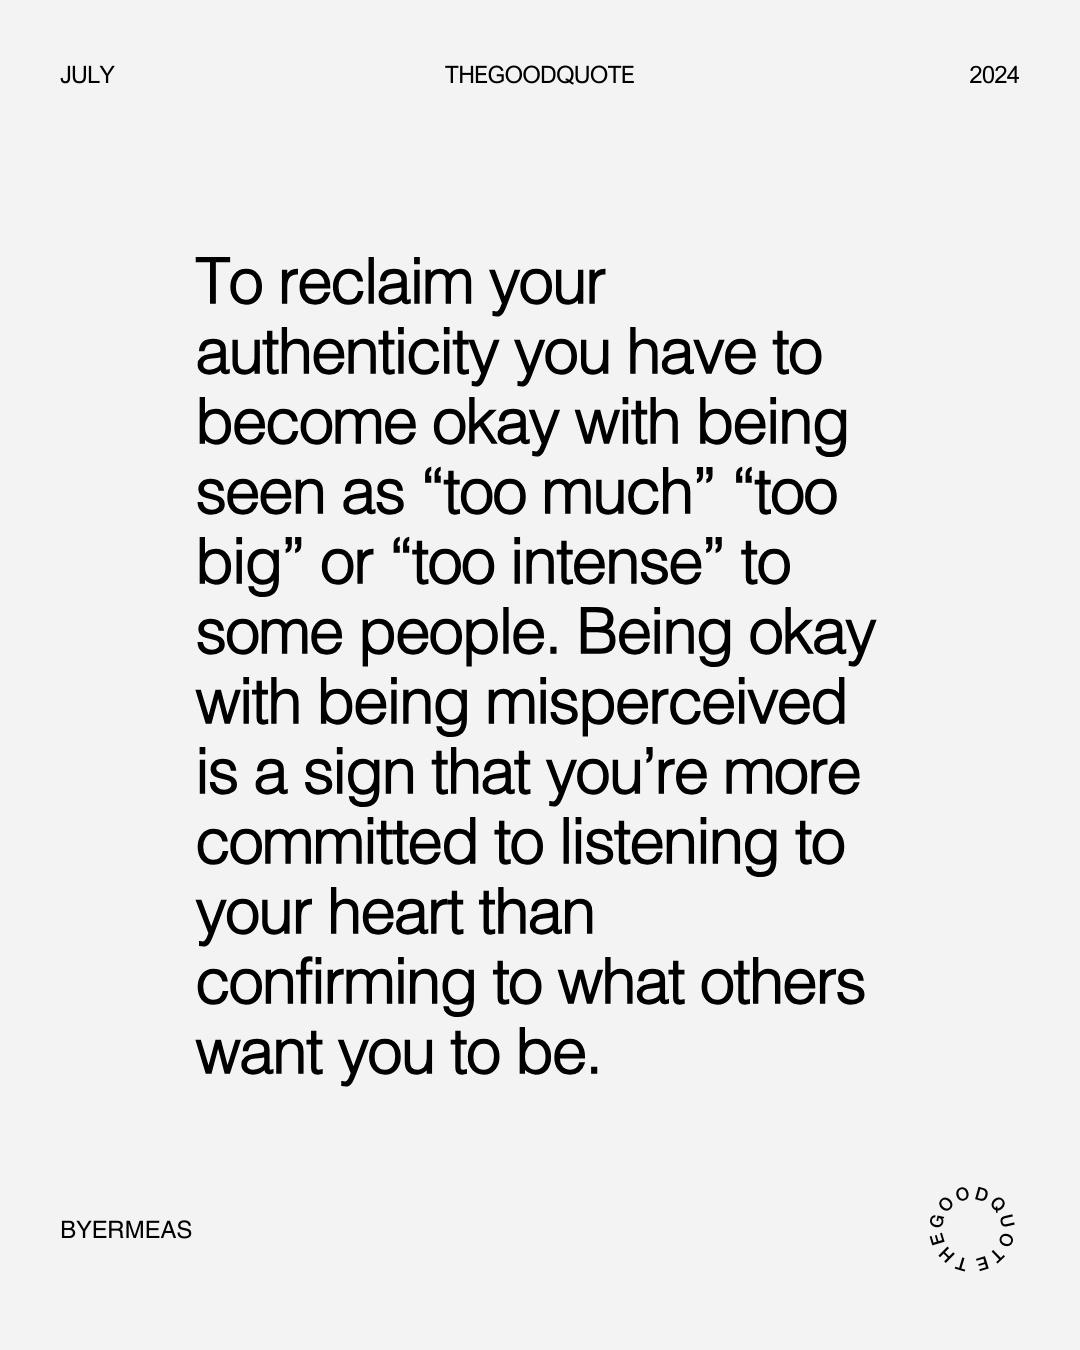 JULY THEGOODQUOTE 2024
To reclaim your
authenticity you have to
become okay with being
seen as “too much” “too
big” or “too intense” to
some people. Being okay
with being misperceived
is a sign that you’re more
committed to listening to
your heart than
confirming to what others
want you to be.
BYERMEAS
THEGOODQUOTE